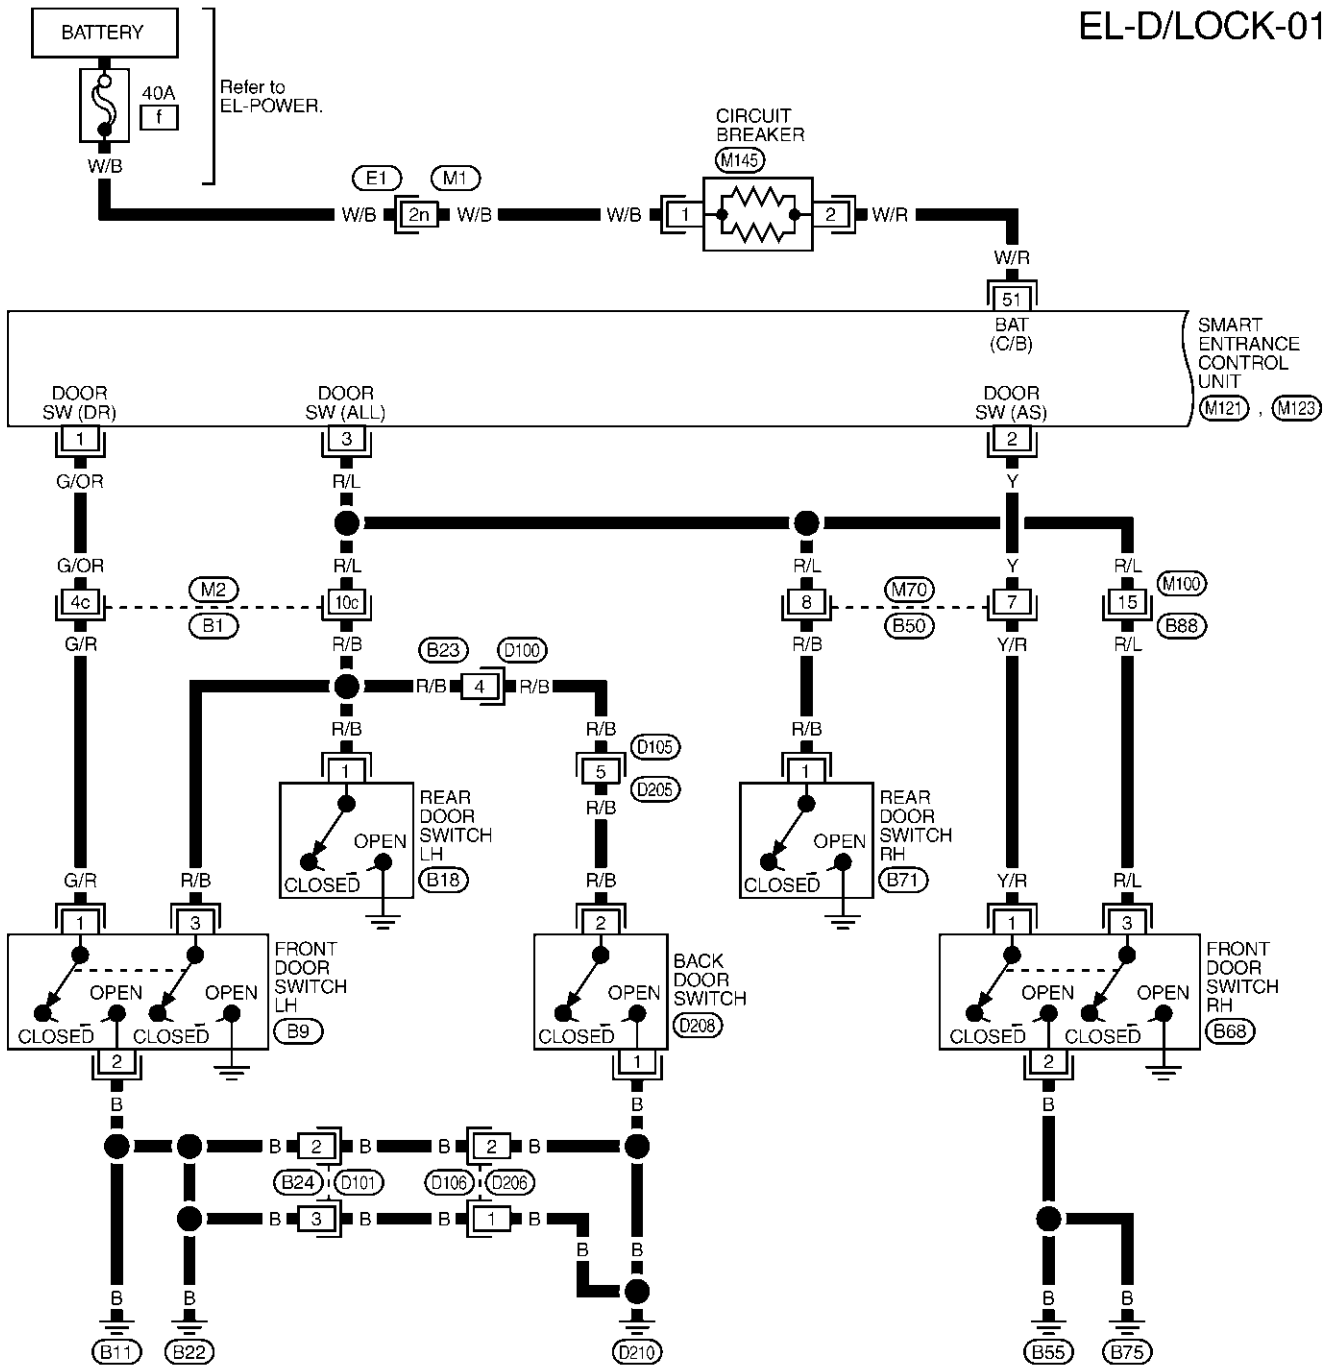 EL-D/LOCK-01
BATTERY
40A
f
Refer to
EL-POWER.
W/B
CIRCUIT
BREAKER
M145
E1
M1
W/B
2n
W/B
W/B
1
2
W/R
W/R
51
BAT
(C/B)
SMART
ENTRANCE
CONTROL
UNIT
M121 , M123
DOOR
SW (DR)
DOOR
SW (ALL)
DOOR
SW (AS)
1
3
2
G/OR
R/L
Y
G/OR
R/L
R/L
Y
R/L
4c
M2
B1
10c
8
M70
B50
7
15
M100
B88
G/R
R/B
R/B
Y/R
R/L
B23
D100
R/B
4
R/B
R/B
R/B
R/B
1
5
D105
D205
1
R/B
REAR
DOOR
SWITCH
LH
B18
OPEN
CLOSED
REAR
DOOR
SWITCH
RH
B71
OPEN
CLOSED
G/R
R/B
R/B
Y/R
R/L
1
3
2
1
3
FRONT
DOOR
SWITCH
LH
B9
OPEN
CLOSED
OPEN
CLOSED
BACK
DOOR
SWITCH
D208
OPEN
CLOSED
FRONT
DOOR
SWITCH
RH
B68
OPEN
CLOSED
OPEN
CLOSED
2
1
2
B
B
B
B
2
B
B
2
B
B24
D101
D106
D206
B
3
B
B
1
B
B
B
B
B
B
B
B11
B22
D210
B55
B75